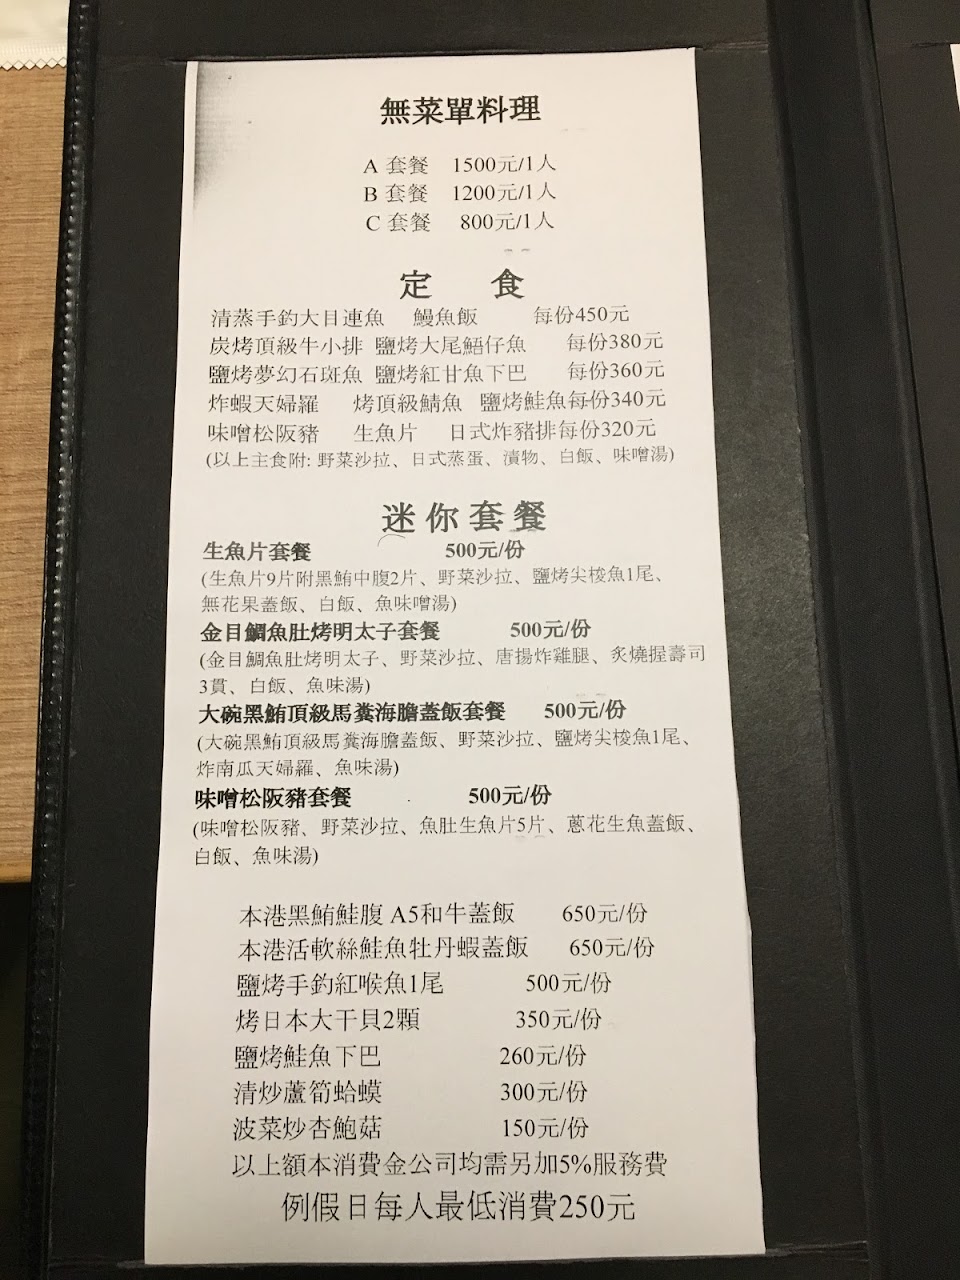 無菜單料理
A 套餐 1500元/1人
B 套餐 1200元/1人
C 套餐 800元/1人
定 食
清蒸手釣大目連魚 鰻魚飯 每份450元
炭烤頂級牛小排 鹽烤大尾鯃仔魚 每份380元
鹽烤夢幻石斑魚 鹽烤紅甘魚下巴 每份360元
炸蝦天婦羅 烤頂級鯖魚 鹽烤鮭魚每份340元
味噌松阪豬 生魚片 日式炸豬排每份320元
(以上主食附: 野菜沙拉、日式蒸蛋、漬物、白飯、味噌湯)
迷你套餐
生魚片套餐 500元/份
(生魚片9片附黑鮪中腹2片、野菜沙拉、鹽烤尖梭魚1尾、
無花果蓋飯、白飯、魚味噌湯)
金目鯛魚肚烤明太子套餐 500元/份
(金目鯛魚肚烤明太子、野菜沙拉、唐揚炸雞腿、炙燒握壽司
3貫、白飯、魚味湯)
大碗黑鮪頂級馬糞海膽蓋飯套餐 500元/份
(大碗黑鮪頂級馬糞海膽蓋飯、野菜沙拉、鹽烤尖梭魚1尾、
炸南瓜天婦羅、魚味湯)
味噌松阪豬套餐 500元/份
(味噌松阪豬、野菜沙拉、魚肚生魚片5片、蔥花生魚蓋飯、
白飯、魚味湯)
本港黑鮪鮭腹 A5和牛蓋飯 650元/份
本港活軟絲鮭魚牡丹蝦蓋飯 650元/份
鹽烤手釣紅喉魚1尾 500元/份
烤日本大干貝2顆 350元/份
鹽烤鮭魚下巴 260元/份
清炒蘆筍蛤蟆 300元/份
波菜炒杏鮑菇 150元/份
以上額本消費金公司均需另加5%服務費
例假日每人最低消費250元